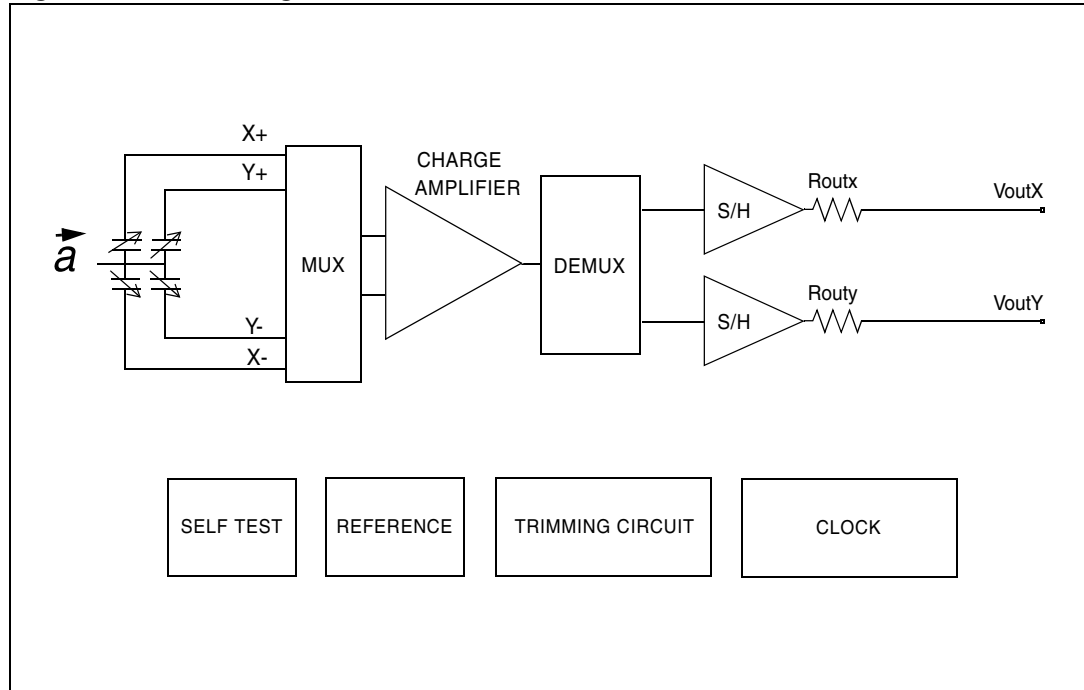 X+
Y+
CHARGE
AMPLIFIER
Routx
VoutX
S/H
a
MUX
DEMUX
Routy
VoutY
S/H
Y-
X-
SELF TEST
REFERENCE
TRIMMING CIRCUIT
CLOCK